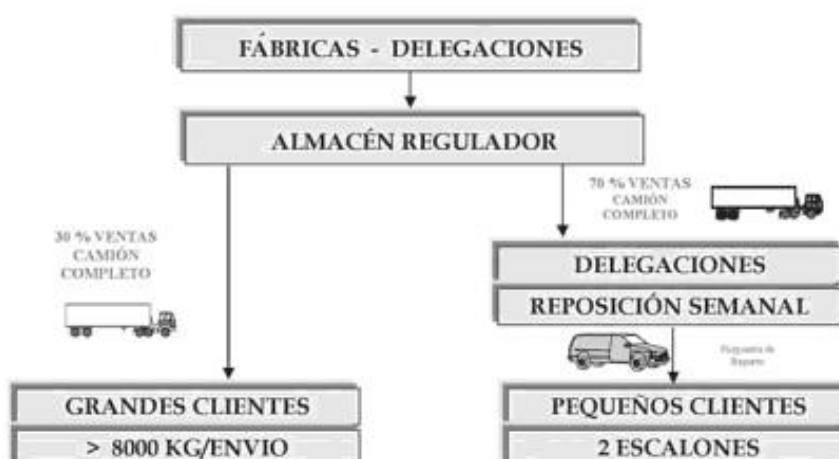 FÁBRICAS - DELEGACIONES
ALMACÉN REGULADOR
70 % VENTAS
CAMIÓN
COMPLETO
30 % VENTAS
CAMIÓN
COMPLETO
DELEGACIONES
REPOSICIÓN SEMANAL
Reparto
GRANDES CLIENTES
> 8000 KG/ENVIO
PEQUEÑOS CLIENTES
2 ESCALONES